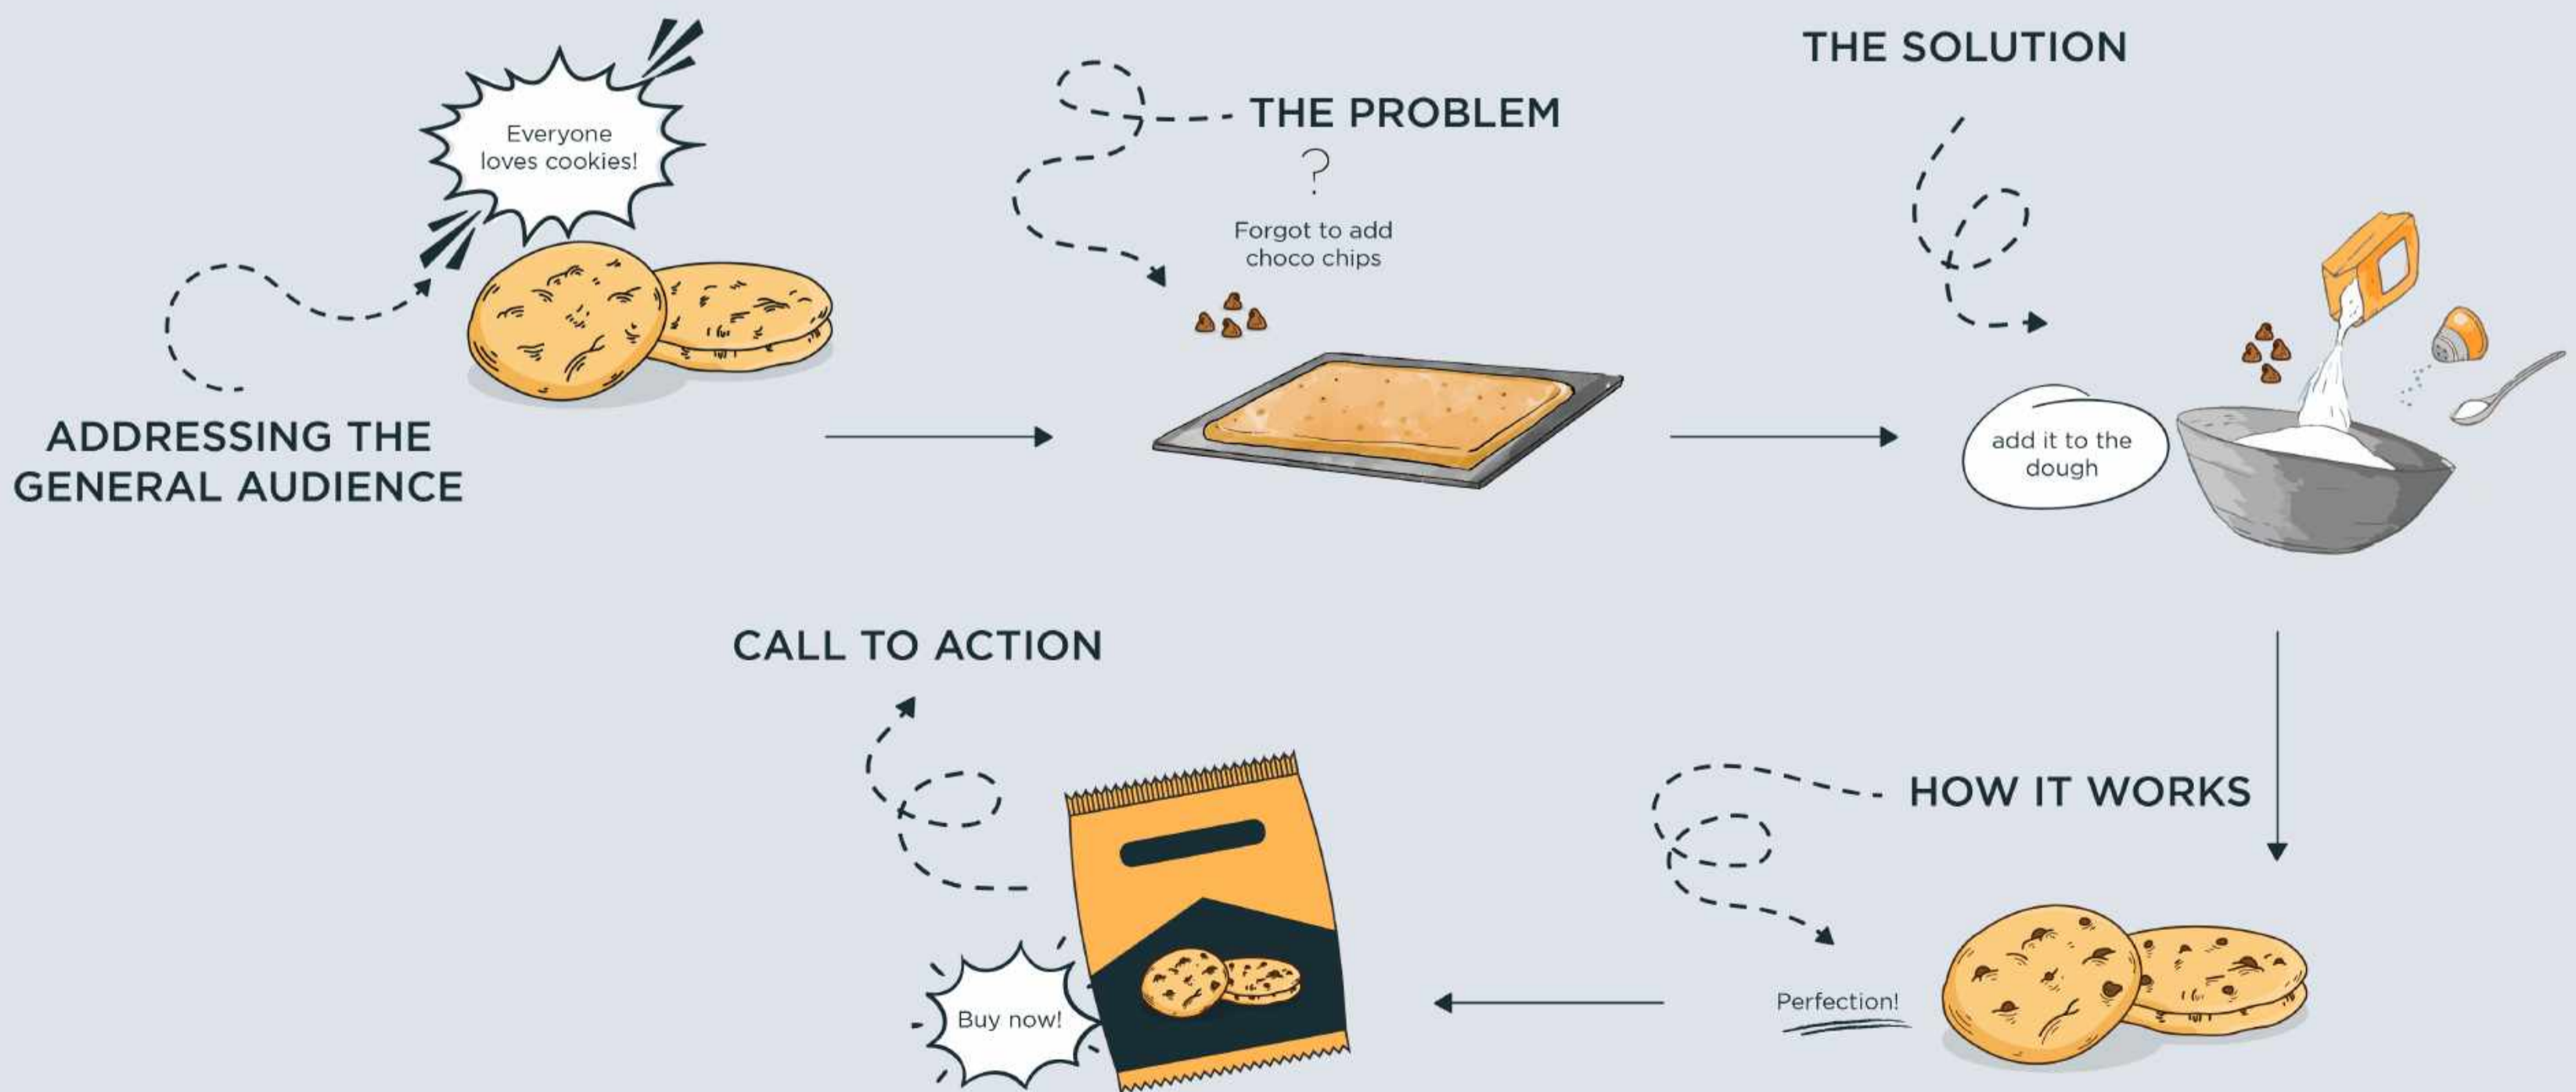 Everyone
loves cookies!
ADDRESSING THE
GENERAL AUDIENCE
THE PROBLEM
?
Forgot to add
choco chips
THE SOLUTION
add it to the
dough
HOW IT WORKS
Perfection!
CALL TO ACTION
Buy now!